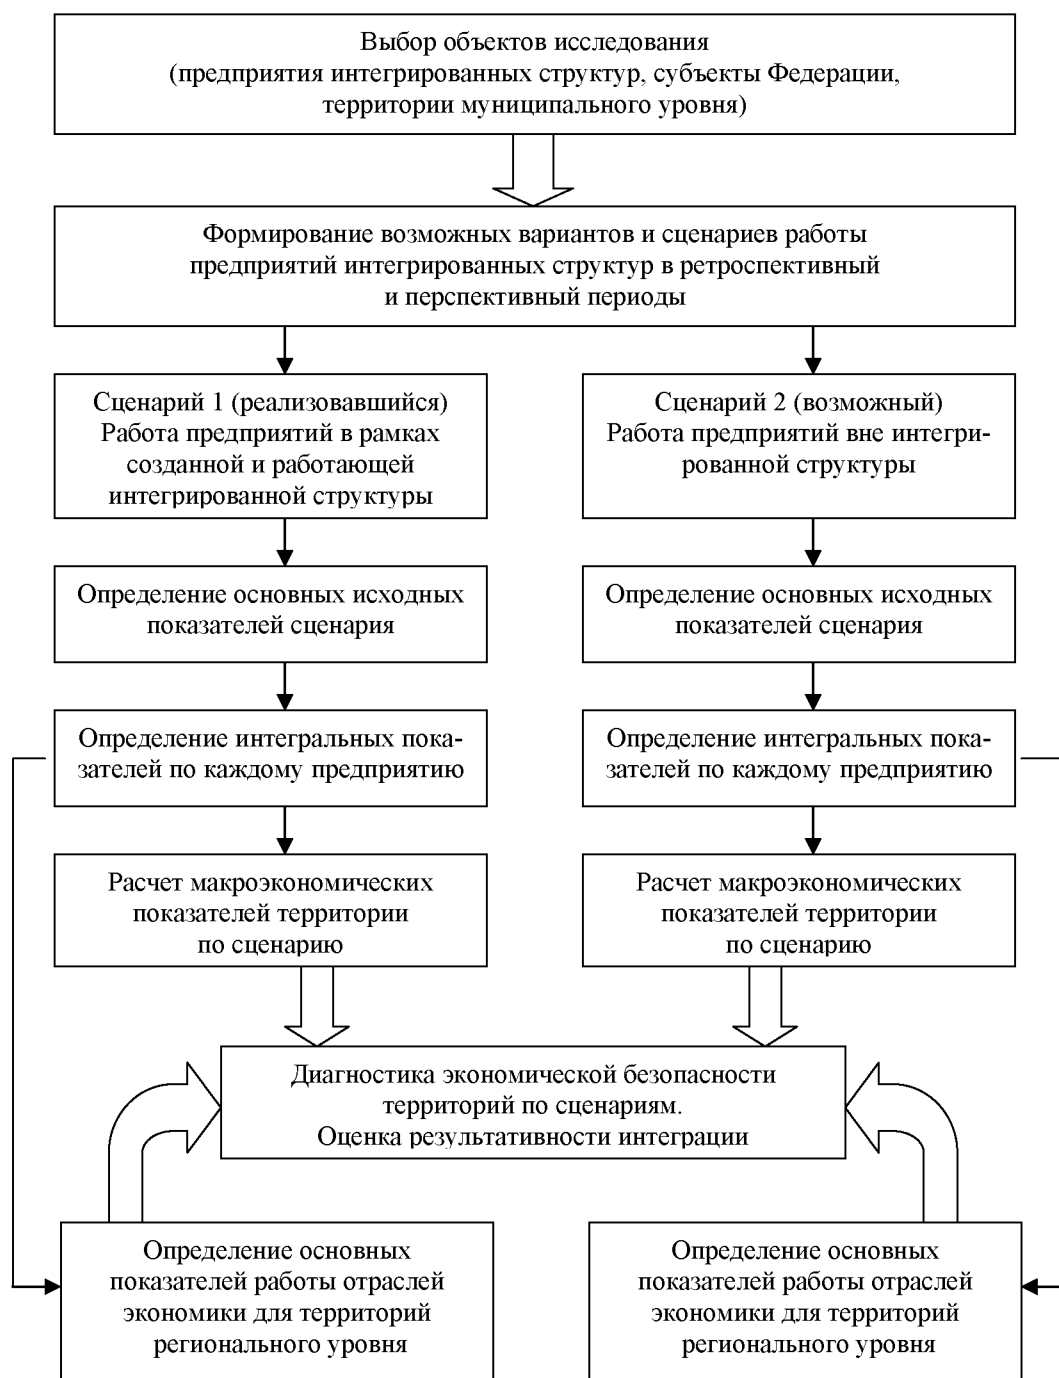 Выбор объектов исследования
(предприятия интегрированных структур, субъекты Федерации,
территории муниципального уровня)
Формирование возможных вариантов и сценариев работы
предприятий интегрированных структур в ретроспективный
и перспективный периоды
Сценарий 1 (реализовавшийся)
Работа предприятий в рамках
созданной и работающей
интегрированной структуры
Сценарий 2 (возможный)
Работа предприятий вне интегри-
рованной структуры
Определение основных исходных
показателей сценария
Определение основных исходных
показателей сценария
Определение интегральных пока-
зателей по каждому предприятию
Определение интегральных пока-
зателей по каждому предприятию
Расчет макроэкономических
показателей территории
по сценарию
Расчет макроэкономических
показателей территории
по сценарию
Диагностика экономической безопасности
территорий по сценариям.
Оценка результативности интеграции
Определение основных
показателей работы отраслей
экономики для территорий
регионального уровня
Определение основных
показателей работы отраслей
экономики для территорий
регионального уровня